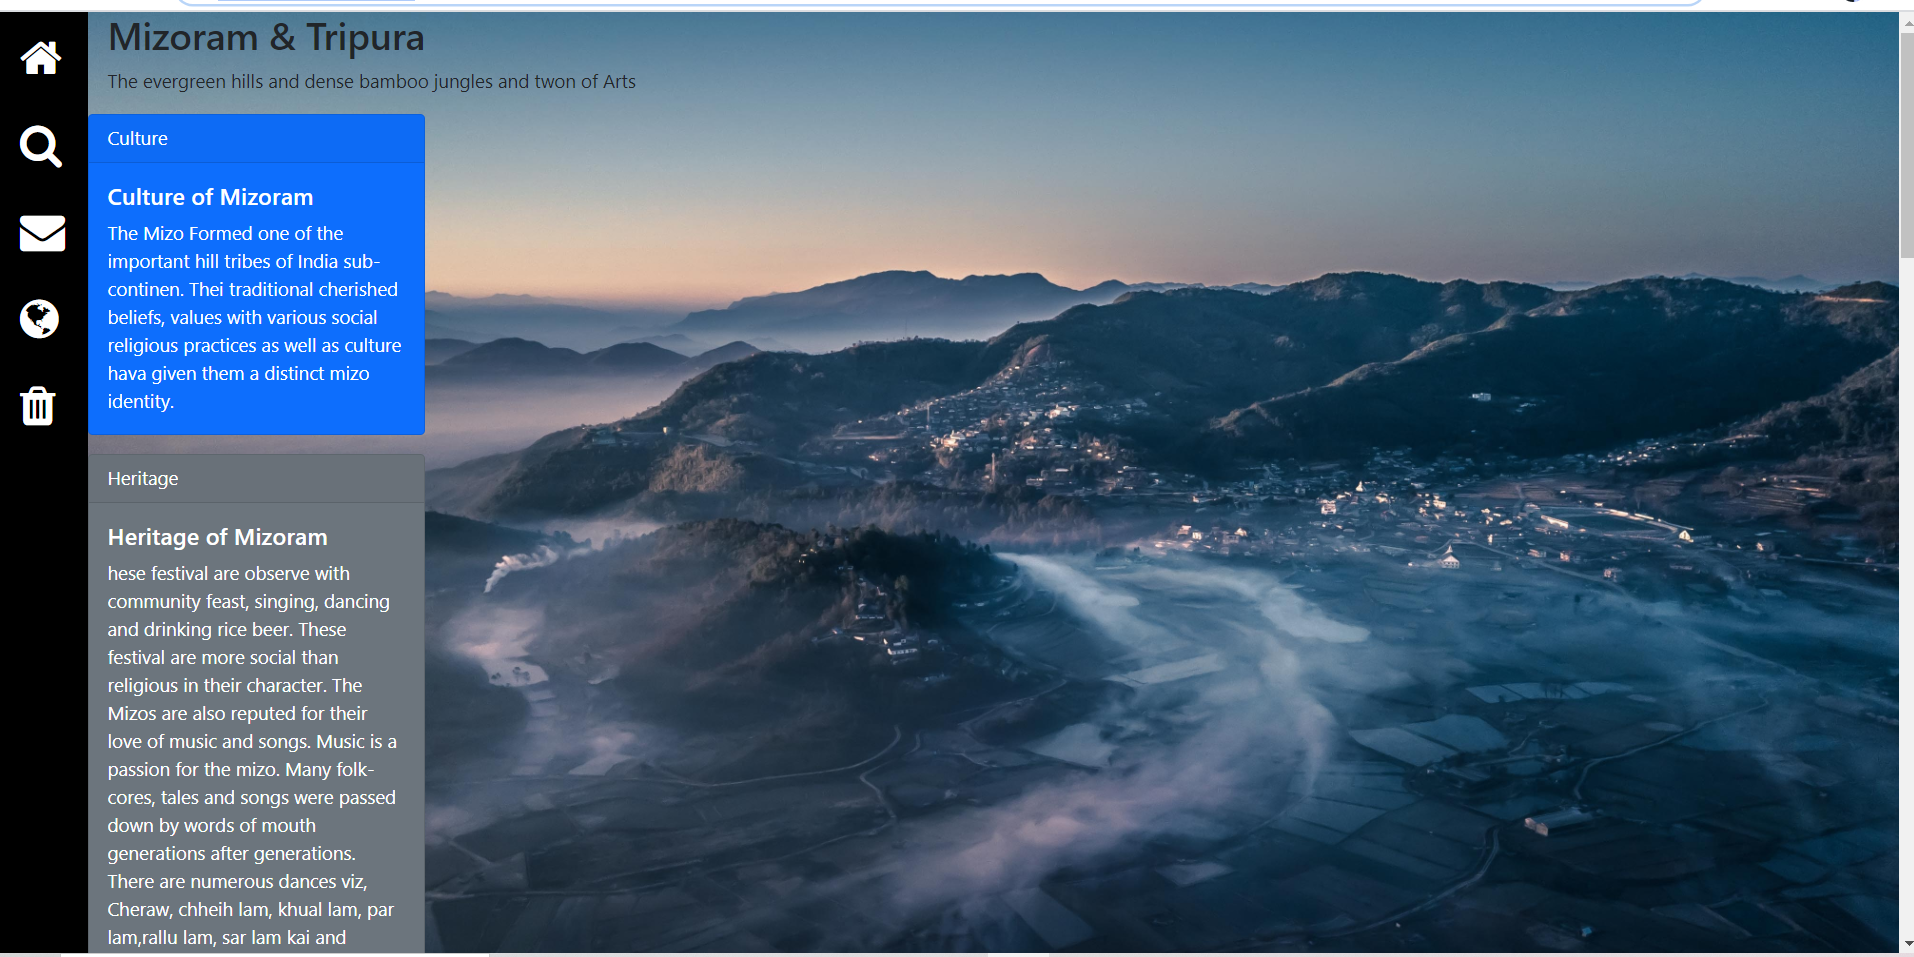 Mizoram & Tripura
The evergreen hills and dense bamboo jungles and twon of Arts
Culture
Culture of Mizoram
The Mizo Formed one of the
important hill tribes of India sub-
continen. Thei traditional cherished
beliefs, values with various social
religious practices as well as culture
hava given them a distinct mizo
identity.
Heritage
Heritage of Mizoram
hese festival are observe with
community feast, singing, dancing
and drinking rice beer. These
festival are more social than
religious in their character. The
Mizos are also reputed for their
love of music and songs. Music is a
passion for the mizo. Many folk-
cores, tales and songs were passed
down by words of mouth
generations after generations.
There are numerous dances viz,
Cheraw, chheih lam, khual lam, par
lam,rallu lam, sar lam kai and